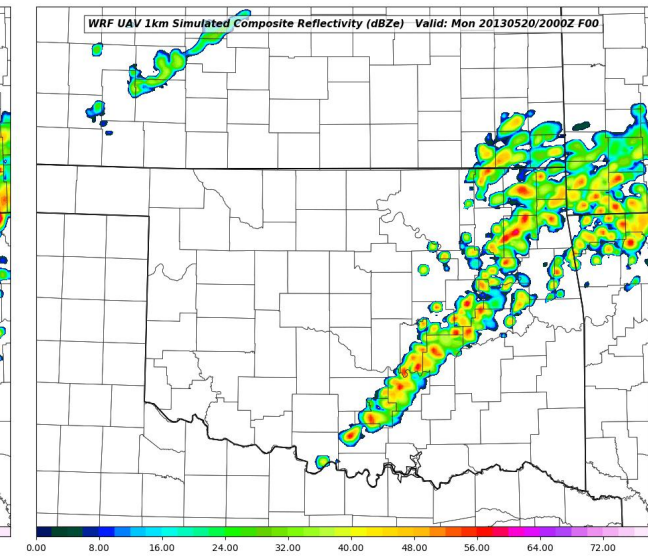 WRF UAV 1km Simulated Composite Reflectivity (dBZe)   Valid: Mon 20130520/2000Z F00
0.00 8.00 16.00 24.00 32.00 40.00 48.00 56.00 64.00 72.00